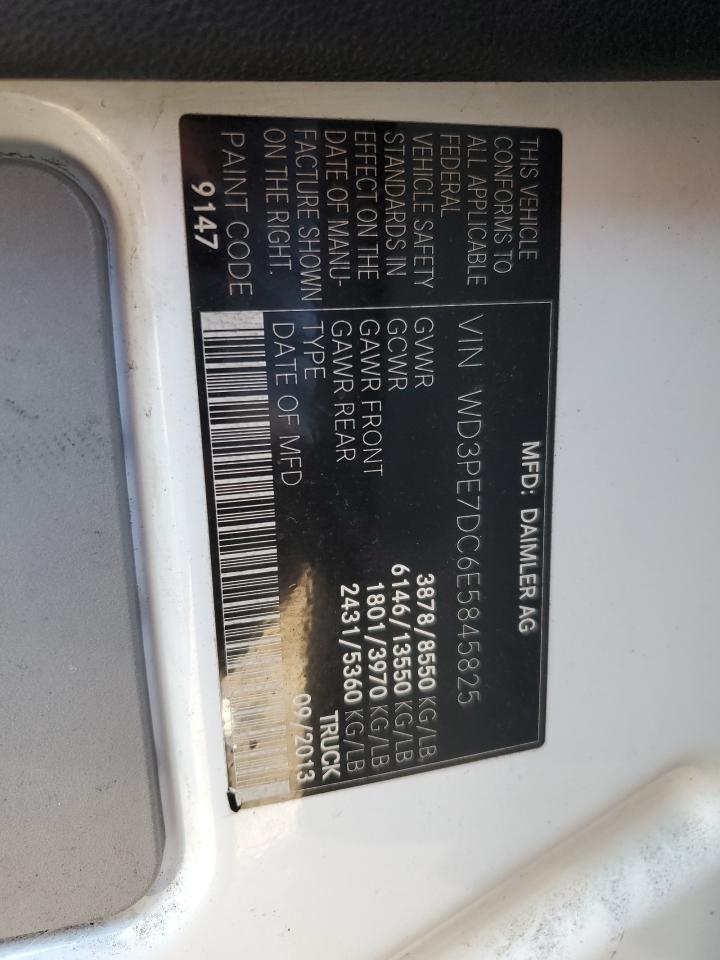 THIS VEHICLE
CONFORMS TO
ALL APPLICABLE
FEDERAL
VEHICLE SAFETY
STANDARDS IN
EFFECT ON THE
DATE OF MANU-
FACTURE SHOWN
ON THE RIGHT.
PAINT CODE
9147
MFD: DAIMLER AG
VIN WD3PE7DC6E5845825
GVWR 3878/8550 KG/LB
GCWR 6146/13550 KG/LB
GAWR FRONT 1801/3970 KG/LB
GAWR REAR 2431/5360 KG/LB
TYPE TRUCK
DATE OF MFD 09/2013